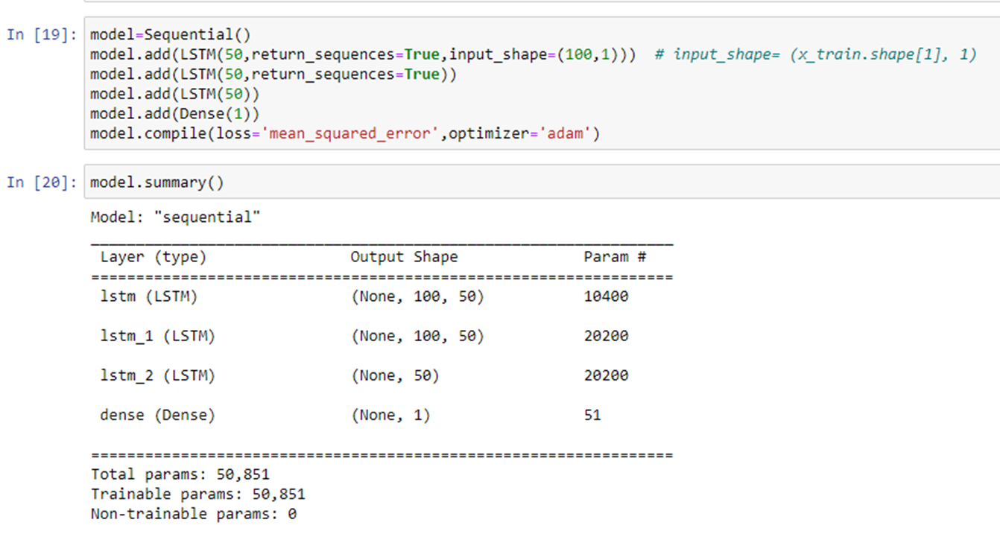 In [19]:
model=Sequential()
model.add(LSTM(50,return_sequences=True,input_shape=(100,1)))  # input_shape= (x_train.shape[1], 1)
model.add(LSTM(50,return_sequences=True))
model.add(LSTM(50))
model.add(Dense(1))
model.compile(loss='mean_squared_error',optimizer='adam')
In [20]:
model.summary()
Model: "sequential"
_________________________________________________________________
Layer (type)                Output Shape              Param #
=================================================================
lstm (LSTM)                 (None, 100, 50)           10400
lstm_1 (LSTM)               (None, 100, 50)           20200
lstm_2 (LSTM)               (None, 50)                20200
dense (Dense)               (None, 1)                 51
=================================================================
Total params: 50,851
Trainable params: 50,851
Non-trainable params: 0